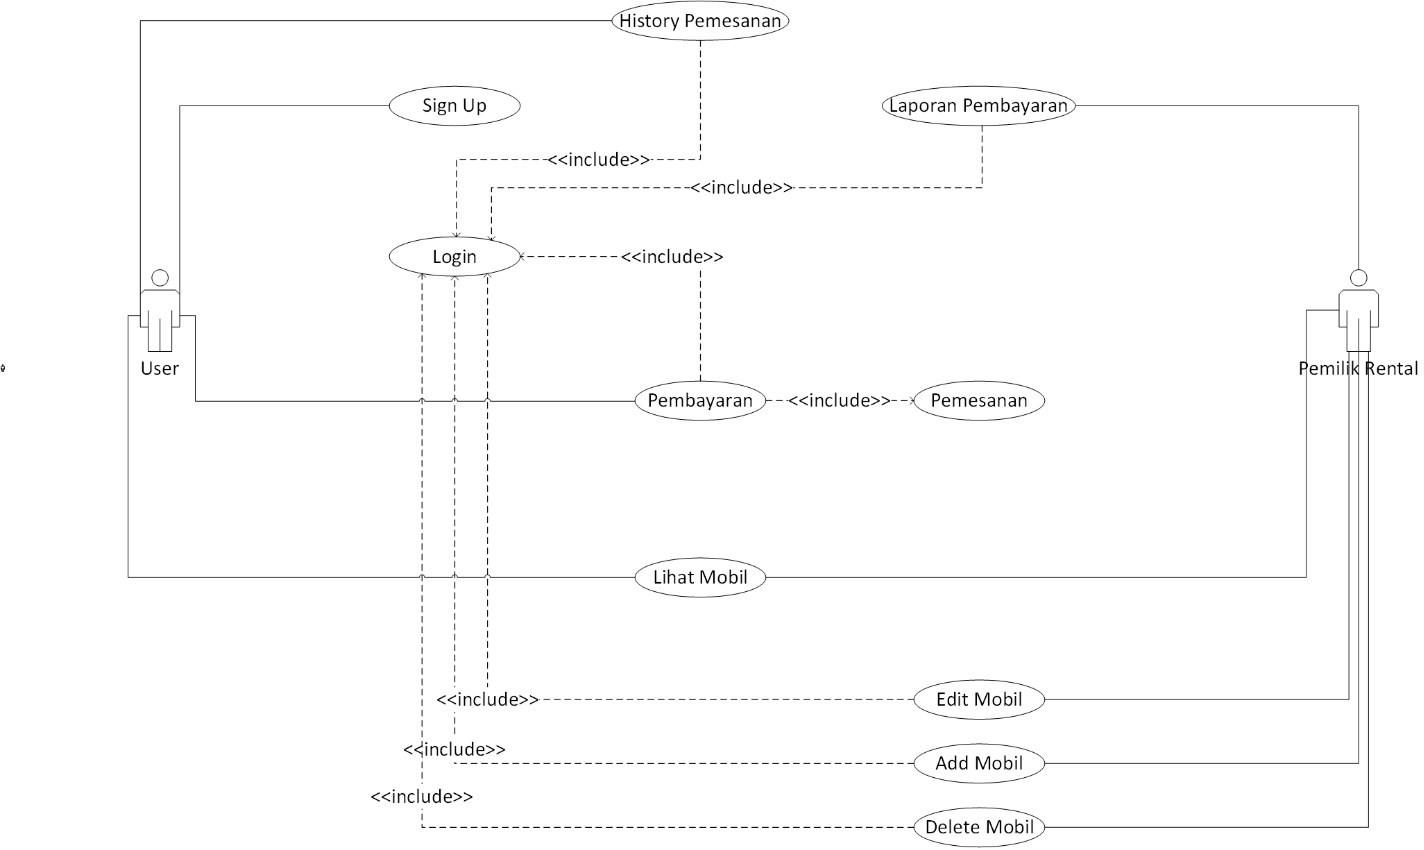 History Pemesanan
Sign Up
Laporan Pembayaran
<<include>>
<<include>>
Login
<<include>>
User
Pemilik Rental
Pembayaran
<<include>>
Pemesanan
Lihat Mobil
<<include>>
Edit Mobil
<<include>>
Add Mobil
<<include>>
Delete Mobil